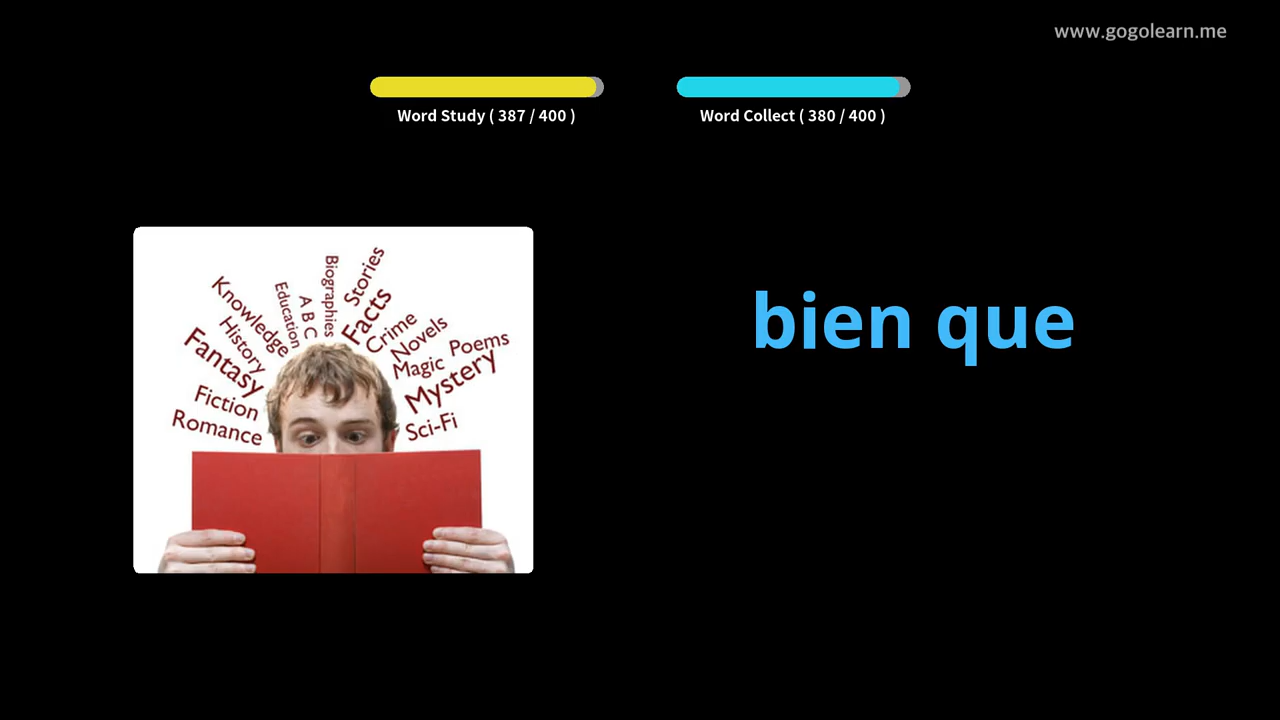 www.gogolearn.me
Word Study ( 387 / 400 )
Word Collect ( 380 / 400 )
bien que
Stories
Biographies
Facts
A B C
Education
Knowledge
Crime
Novels
History
Poems
Magic
Fantasy
Mystery
Fiction
Sci-Fi
Romance